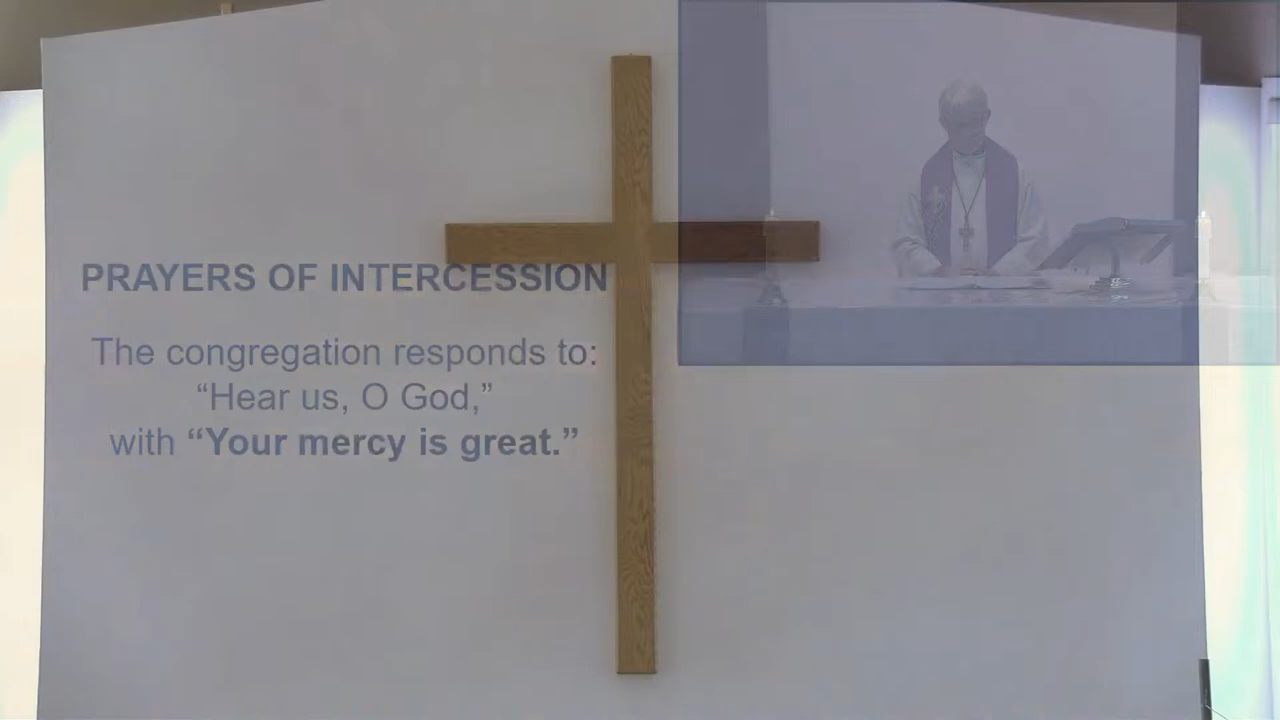 PRAYERS OF INTERCESSION
The congregation responds to:
“Hear us, O God,”
with “Your mercy is great.”